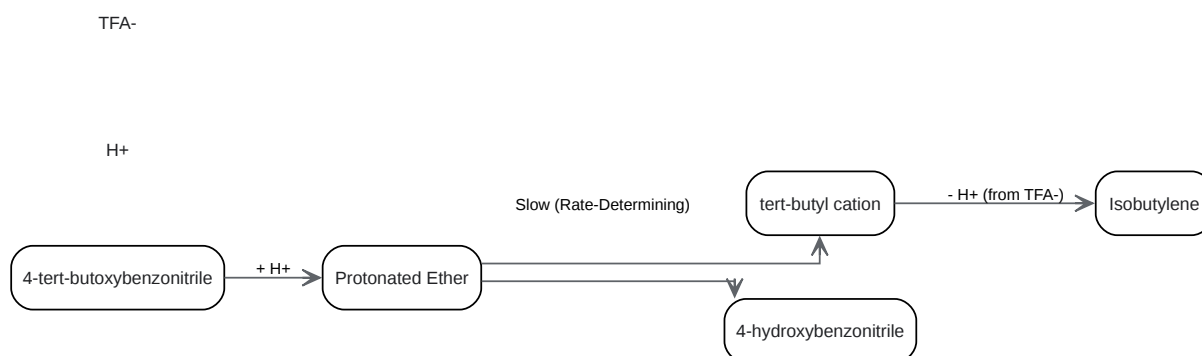 TFA-
H+
Slow (Rate-Determining)
tert-butyl cation
- H+ (from TFA-)
Isobutylene
4-tert-butoxybenzonitrile
+ H+
Protonated Ether
4-hydroxybenzonitrile